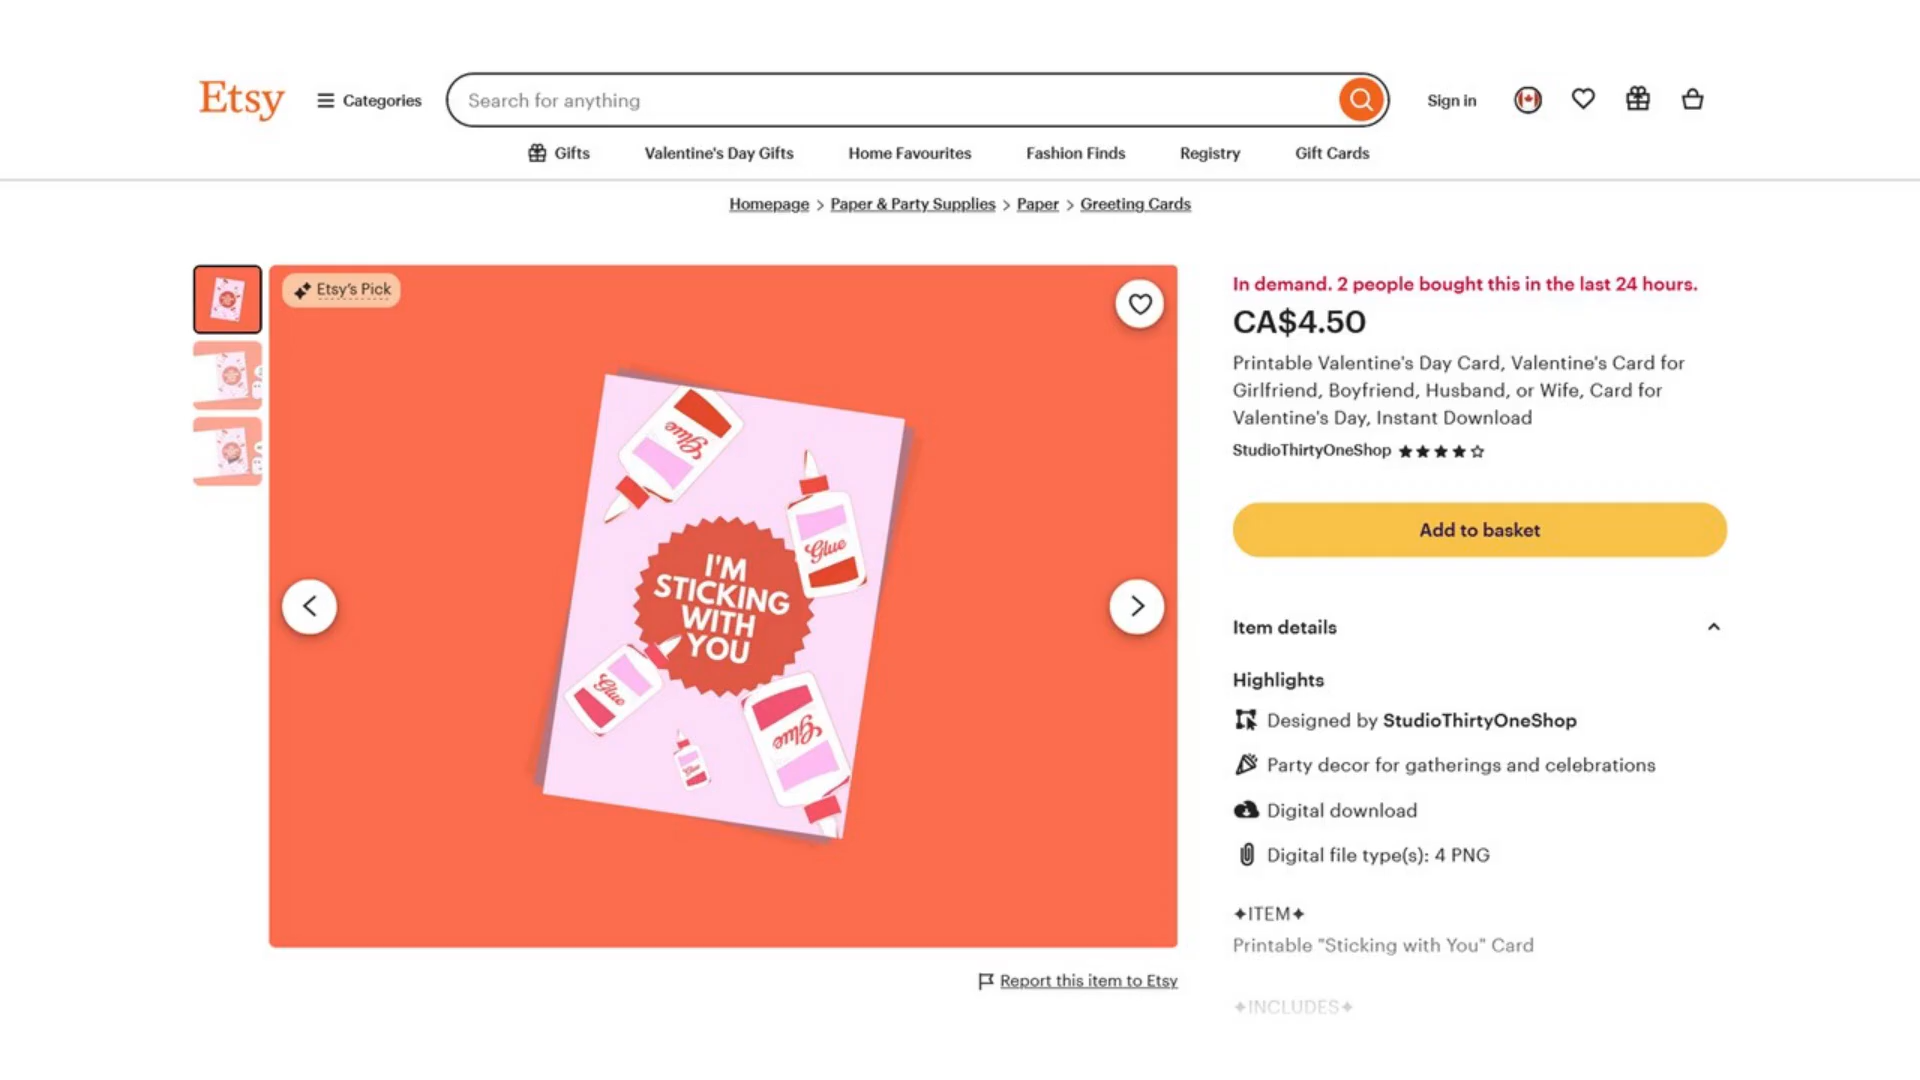 Etsy
Categories
Search for anything
Sign in
Gifts
Valentine's Day Gifts
Home Favourites
Fashion Finds
Registry
Gift Cards
Homepage > Paper & Party Supplies > Paper > Greeting Cards
Etsy's Pick
Glue
Glue
I'M
STICKING
WITH
YOU
Glue
Glue
Glue
In demand. 2 people bought this in the last 24 hours.
CA$4.50
Printable Valentine's Day Card, Valentine's Card for
Girlfriend, Boyfriend, Husband, or Wife, Card for
Valentine's Day, Instant Download
StudioThirtyOneShop ★★★★☆
Add to basket
Item details
Highlights
Designed by StudioThirtyOneShop
Party decor for gatherings and celebrations
Digital download
Digital file type(s): 4 PNG
✦ITEM✦
Printable "Sticking with You" Card
✦INCLUDES✦
Report this item to Etsy